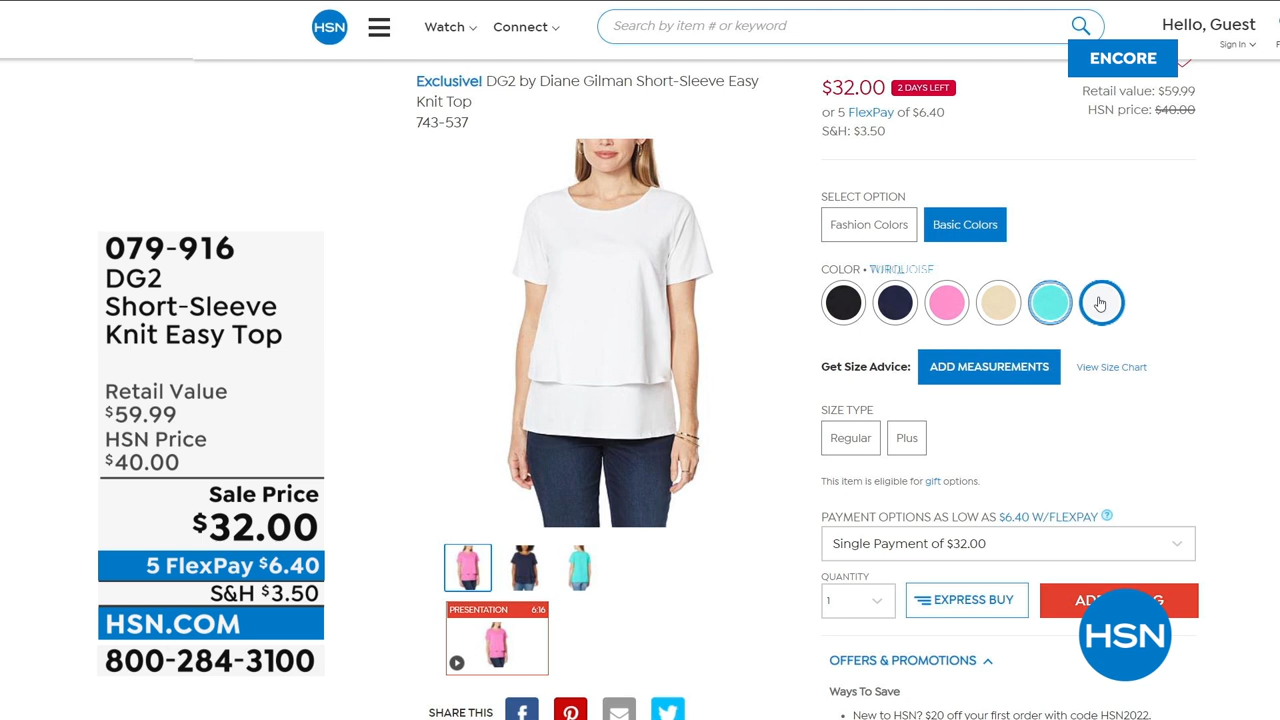 HSN
Watch
Connect
Search by item # or keyword
Hello, Guest
Sign In
ENCORE
Exclusive! DG2 by Diane Gilman Short-Sleeve Easy
Knit Top
743-537
$32.00 2 DAYS LEFT
or 5 FlexPay of $6.40
S&H: $3.50
Retail value: $59.99
HSN price: $40.00
SELECT OPTION
Fashion Colors
Basic Colors
COLOR •
Get Size Advice:
ADD MEASUREMENTS
View Size Chart
SIZE TYPE
Regular
Plus
This item is eligible for gift options.
PAYMENT OPTIONS AS LOW AS $6.40 W/FLEXPAY ?
Single Payment of $32.00
QUANTITY
1
EXPRESS BUY
HSN
OFFERS & PROMOTIONS
Ways To Save
• New to HSN? $20 off your first order with code HSN2022.
079-916
DG2
Short-Sleeve
Knit Easy Top
Retail Value
$59.99
HSN Price
$40.00
Sale Price
$32.00
5 FlexPay $6.40
S&H $3.50
HSN.COM
800-284-3100
PRESENTATION 6:16
SHARE THIS